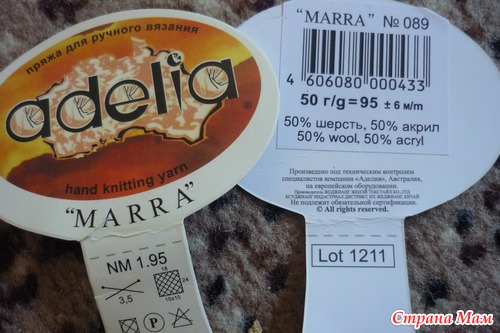 пряжа для ручного вязания
adelia
®
hand knitting yarn
"MARRA"
NM 1.95
3,5
18
24
10x10
P
"MARRA" № 089
4 606080 000433
50 г/g = 95 ± 6 м/m
50% шерсть, 50% акрил
50% wool, 50% acryl
Произведено под техническим контролем
специалистов компании «Аделия», Австралия,
на европейском оборудовании.
Не подлежит обязательной сертификации.
© All rights reserved.
Lot 1211
Страна Мам